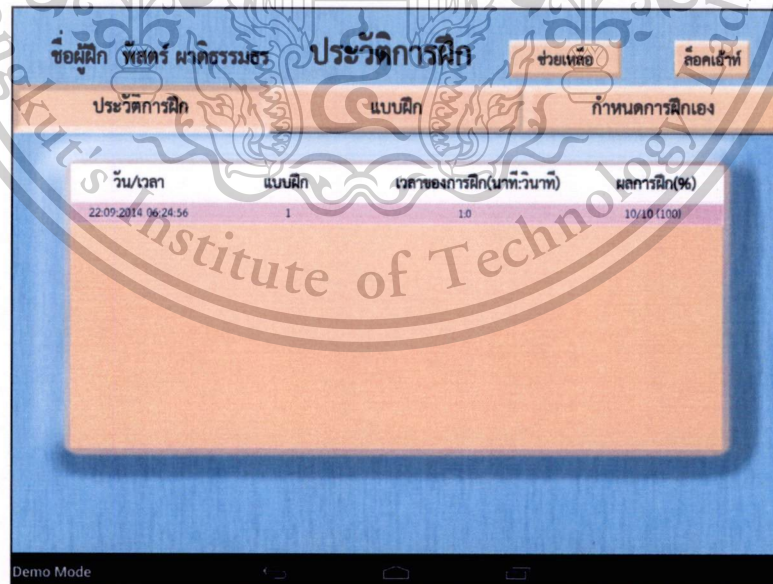 ชื่อผู้ฝึก พัสตร์ ผาติธรรมธร ประวัติการฝึก ช่วยเหลือ ล็อคเอ้าท์
ประวัติการฝึก แบบฝึก กำหนดการฝึกเอง
วัน/เวลา แบบฝึก เวลาของการฝึก(นาที:วินาที) ผลการฝึก(%)
22:09:2014 06:24:56 1 1:0 10/10 (100)
Institute of Technology Lad
gkut's
Demo Mode